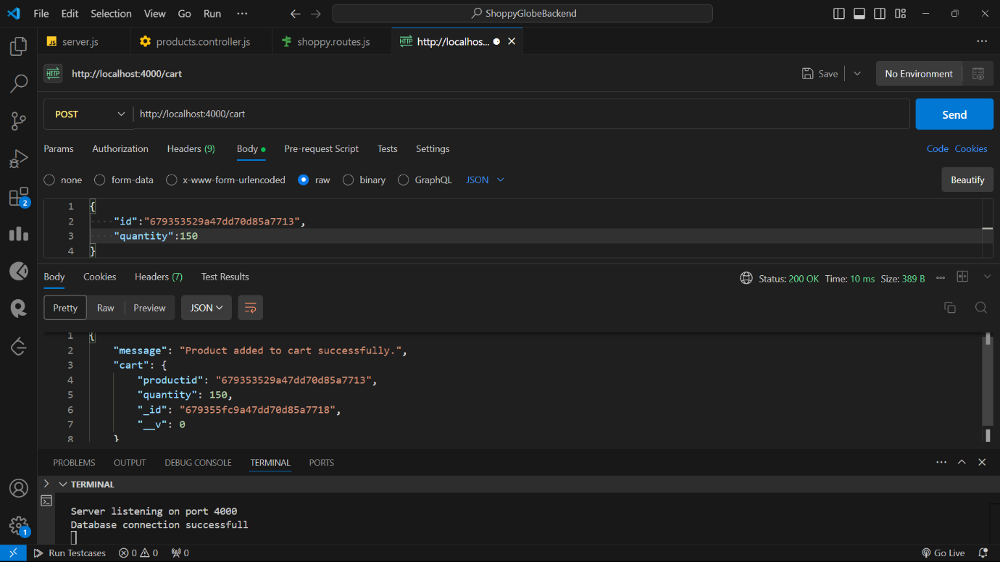 File Edit Selection View Go Run ··· ShoppyGlobeBackend
JS server.js products.controller.js shoppy.routes.js HTTP http://localhos...
HTTP http://localhost:4000/cart Save No Environment
POST http://localhost:4000/cart Send
Params Authorization Headers (9) Body Pre-request Script Tests Settings Code Cookies
none form-data x-www-form-urlencoded raw binary GraphQL JSON Beautify
2
1 {
2 "id":"679353529a47dd70d85a7713",
3 "quantity":150
4 }
Body Cookies Headers (7) Test Results Status: 200 OK Time: 10 ms Size: 389 B
Pretty Raw Preview JSON
1 {
2 "message": "Product added to cart successfully.",
3 "cart": {
4 "productid": "679353529a47dd70d85a7713",
5 "quantity": 150,
6 "_id": "679355fc9a47dd70d85a7718",
7 "__v": 0
8 }
PROBLEMS OUTPUT DEBUG CONSOLE TERMINAL PORTS
TERMINAL
Server listening on port 4000
Database connection successfull
1
Run Testcases 0 0 0 Go Live